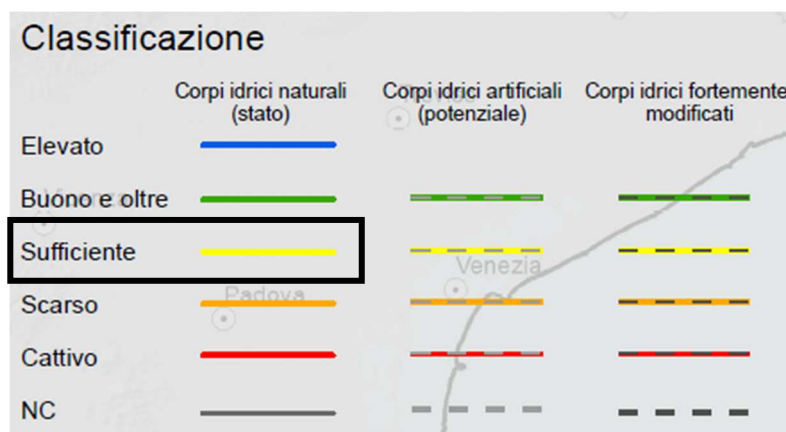 Classificazione
Corpi idrici naturali
(stato)
Corpi idrici artificiali
(potenziale)
Corpi idrici fortemente
modificati
Elevato
Buono e oltre
Sufficiente
Venezia
Scarso
Padova
Cattivo
NC